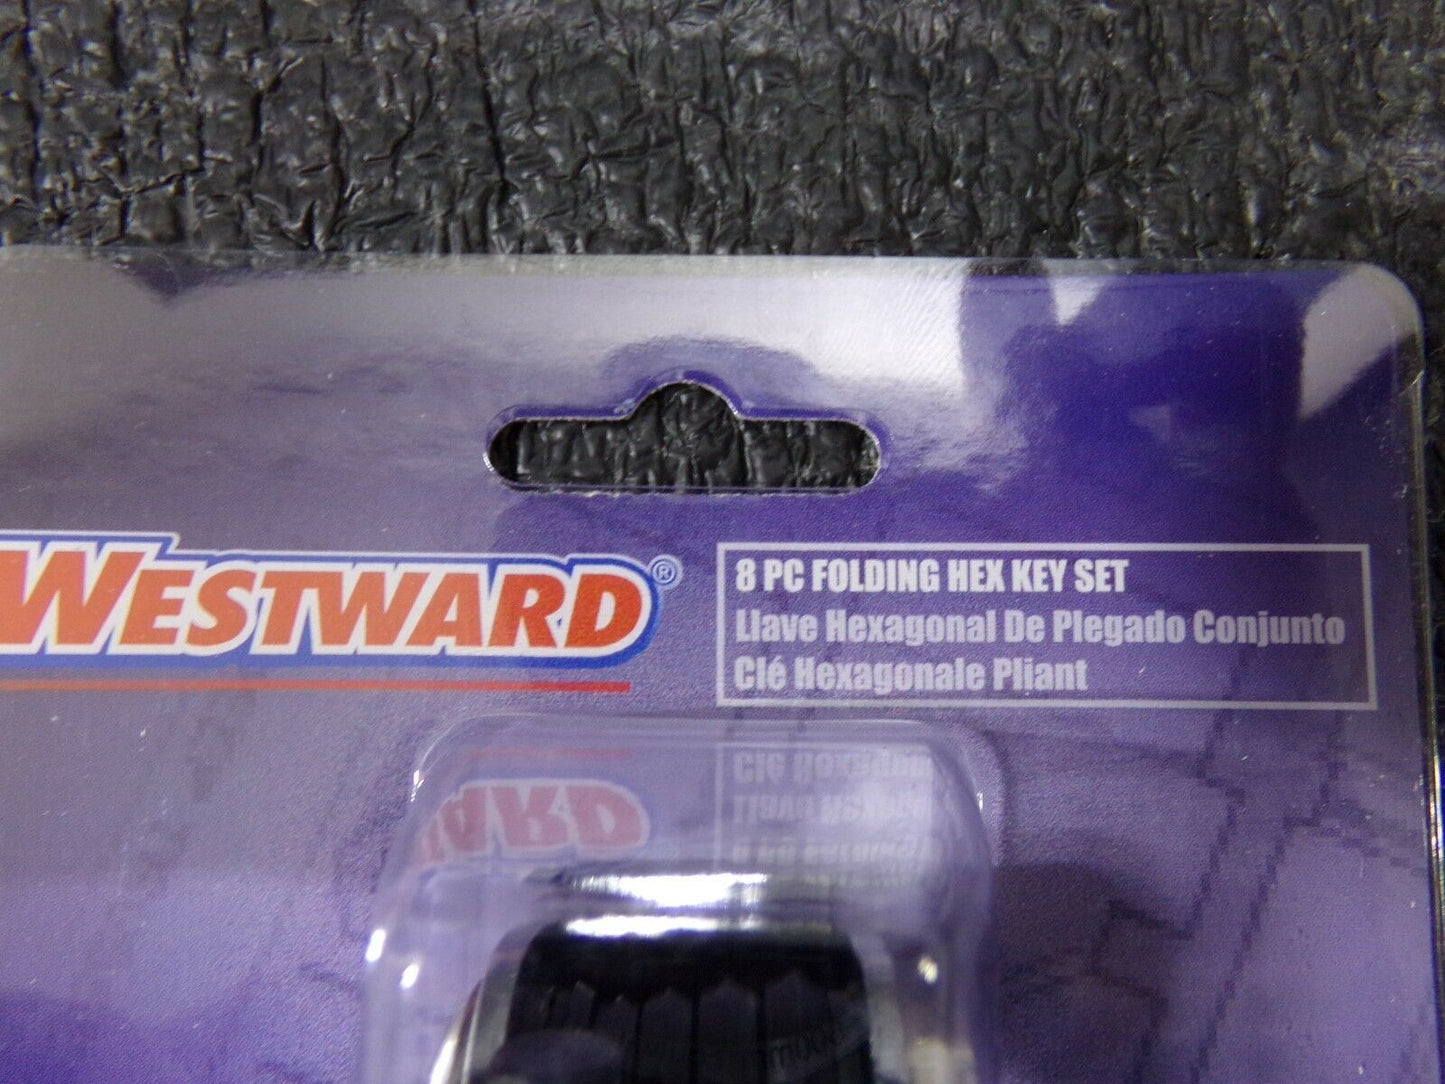 WESTWARD®
8 PC FOLDING HEX KEY SET
Llave Hexagonal De Plegado Conjunto
Clé Hexagonale Pliant